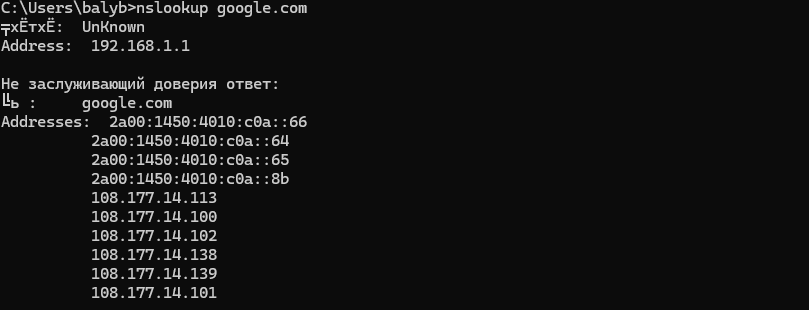 C:\Users\balyb>nslookup google.com
╤хЁтхЁ:  UnKnown
Address:  192.168.1.1

Не заслуживающий доверия ответ:
╚ь :     google.com
Addresses:  2a00:1450:4010:c0a::66
          2a00:1450:4010:c0a::64
          2a00:1450:4010:c0a::65
          2a00:1450:4010:c0a::8b
          108.177.14.113
          108.177.14.100
          108.177.14.102
          108.177.14.138
          108.177.14.139
          108.177.14.101